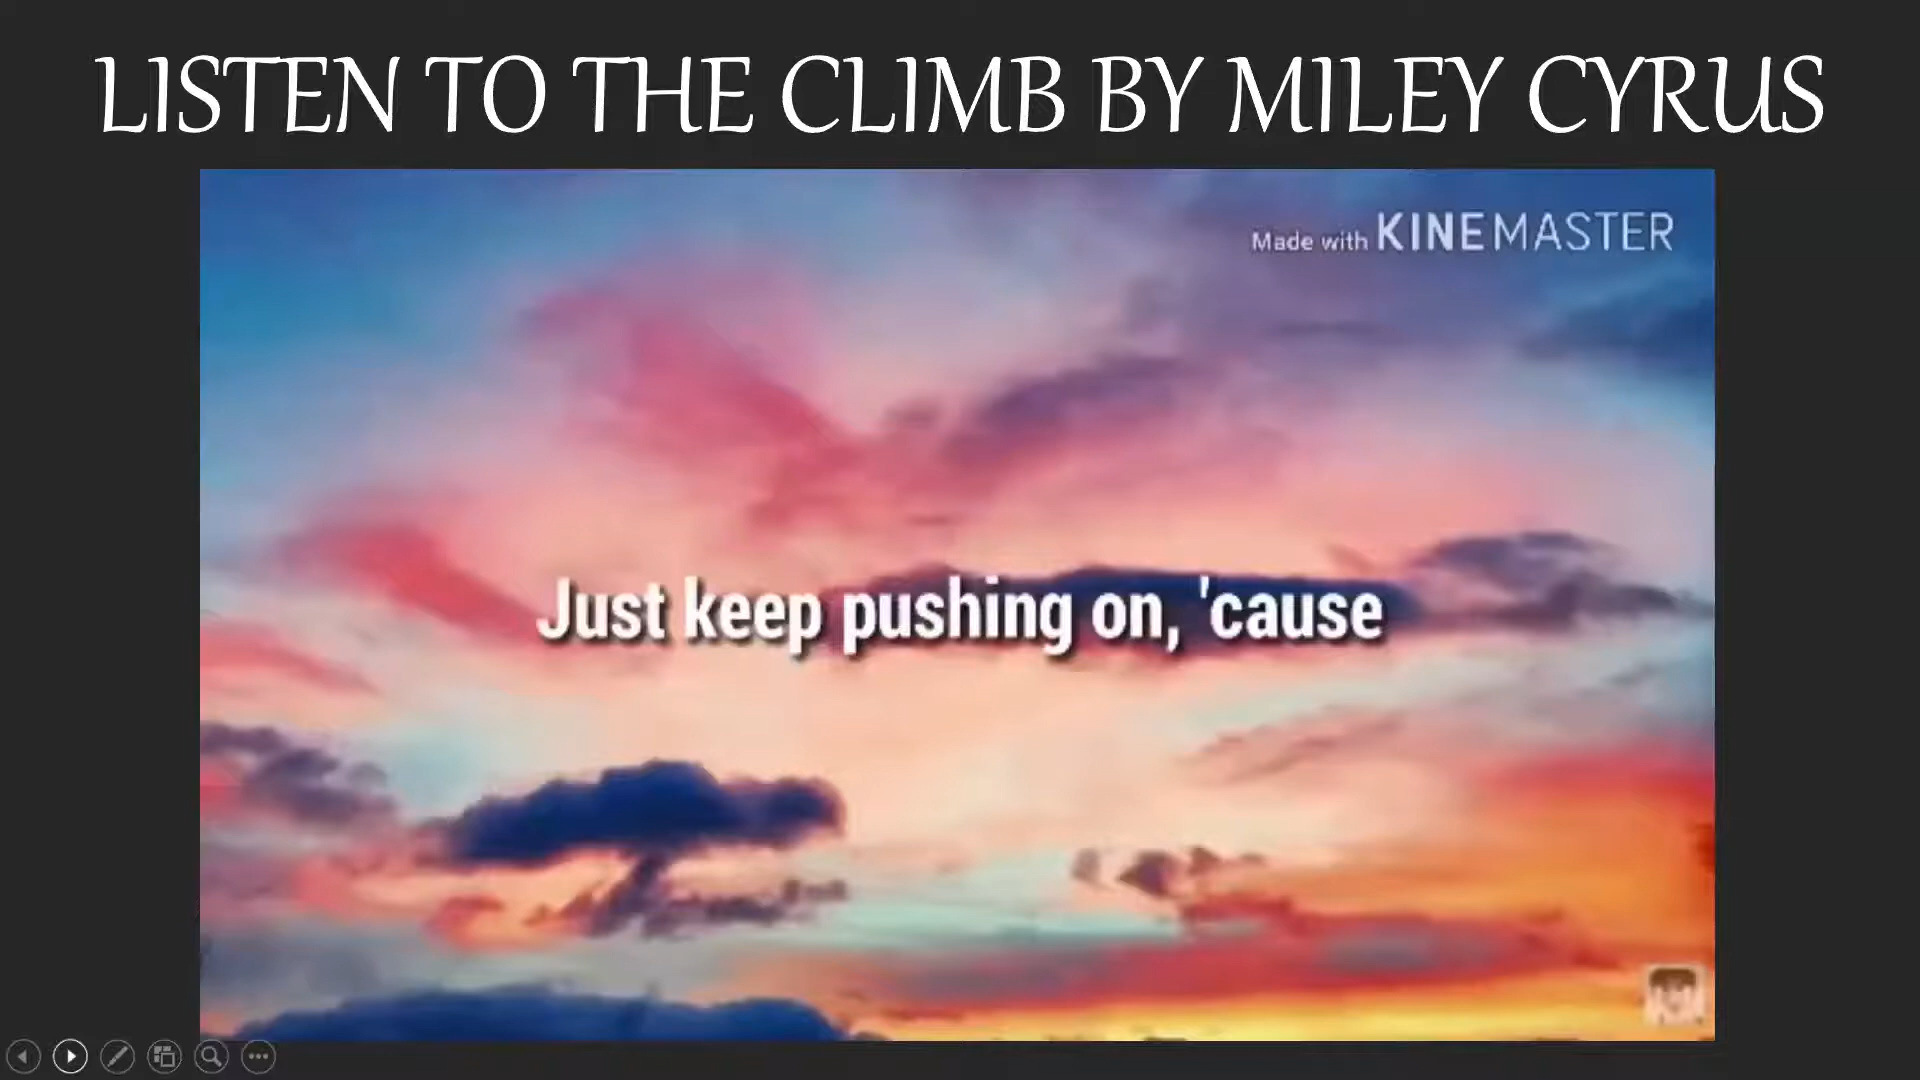 LISTEN TO THE CLIMB BY MILEY CYRUS
Made with KINEMASTER
Just keep pushing on, 'cause